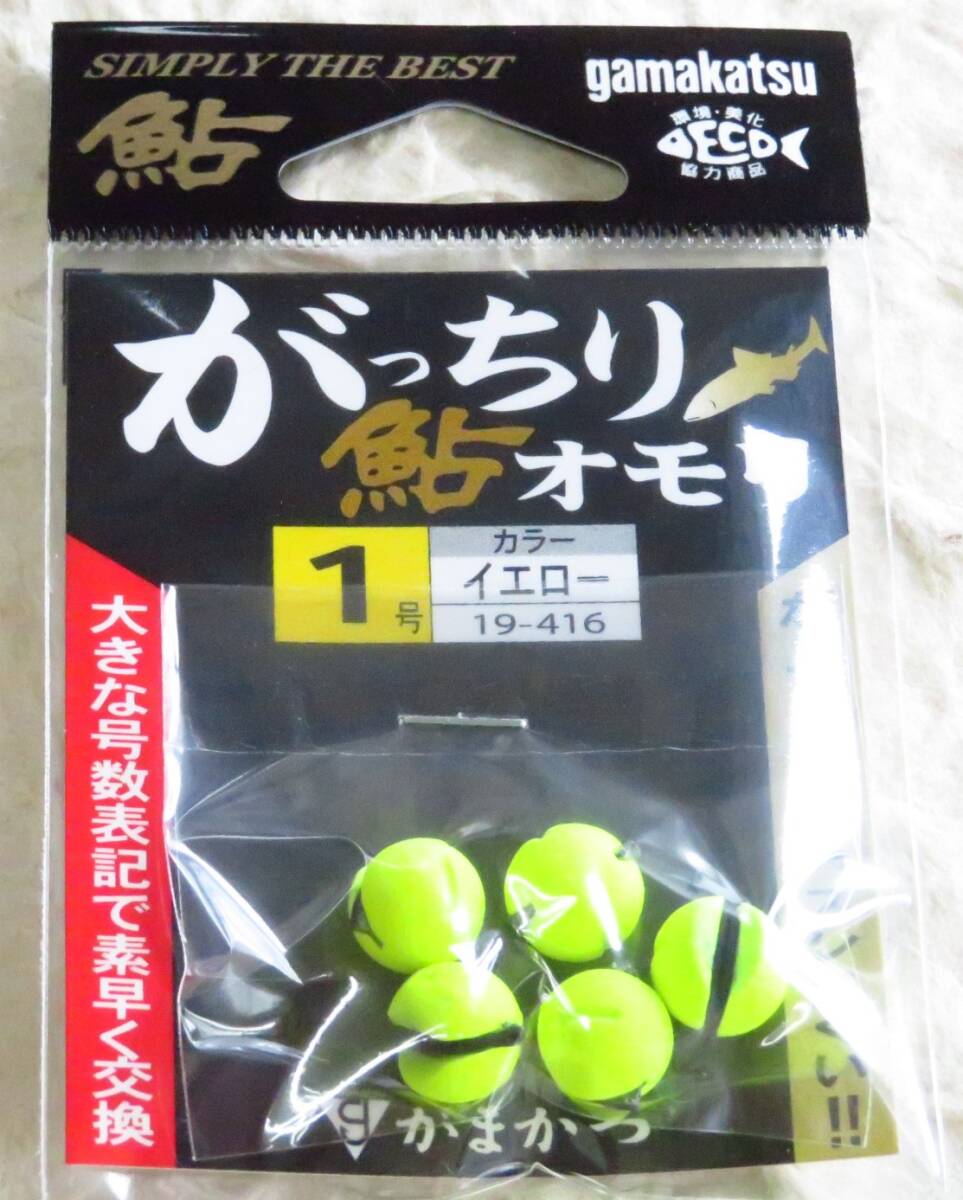 SIMPLY THE BEST
鮎
gamakatsu
環境・美化
ECO
協力商品
がっちり
鮎オモリ
1号
カラー
イエロー
19-416
大きな号数表記で素早く交換
い!!
がまかつ